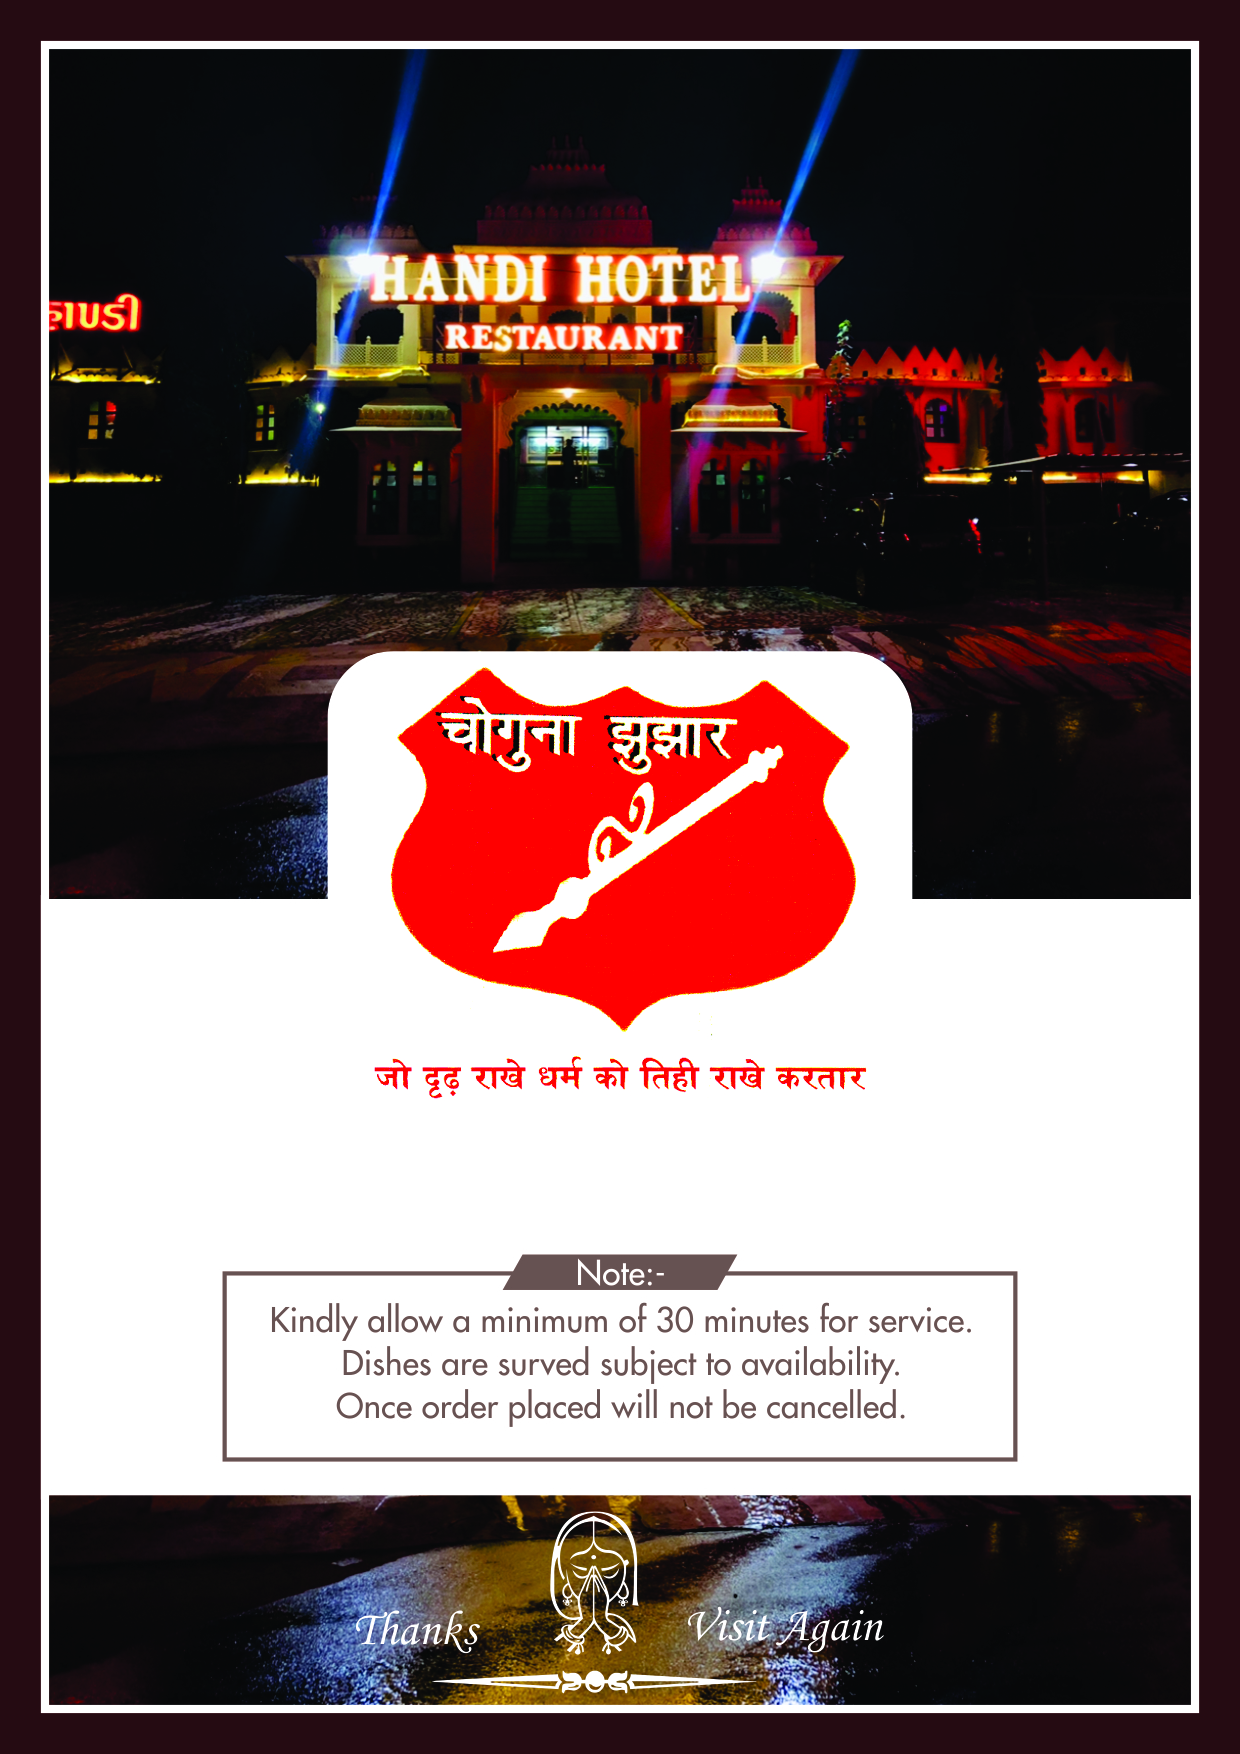 HANDI HOTEL
RESTAURANT
चोगुना झुझार
जो दृढ़ राखे धर्म को तिही राखे करतार
Note:-
Kindly allow a minimum of 30 minutes for service.
Dishes are surved subject to availability.
Once order placed will not be cancelled.
Thanks
Visit Again